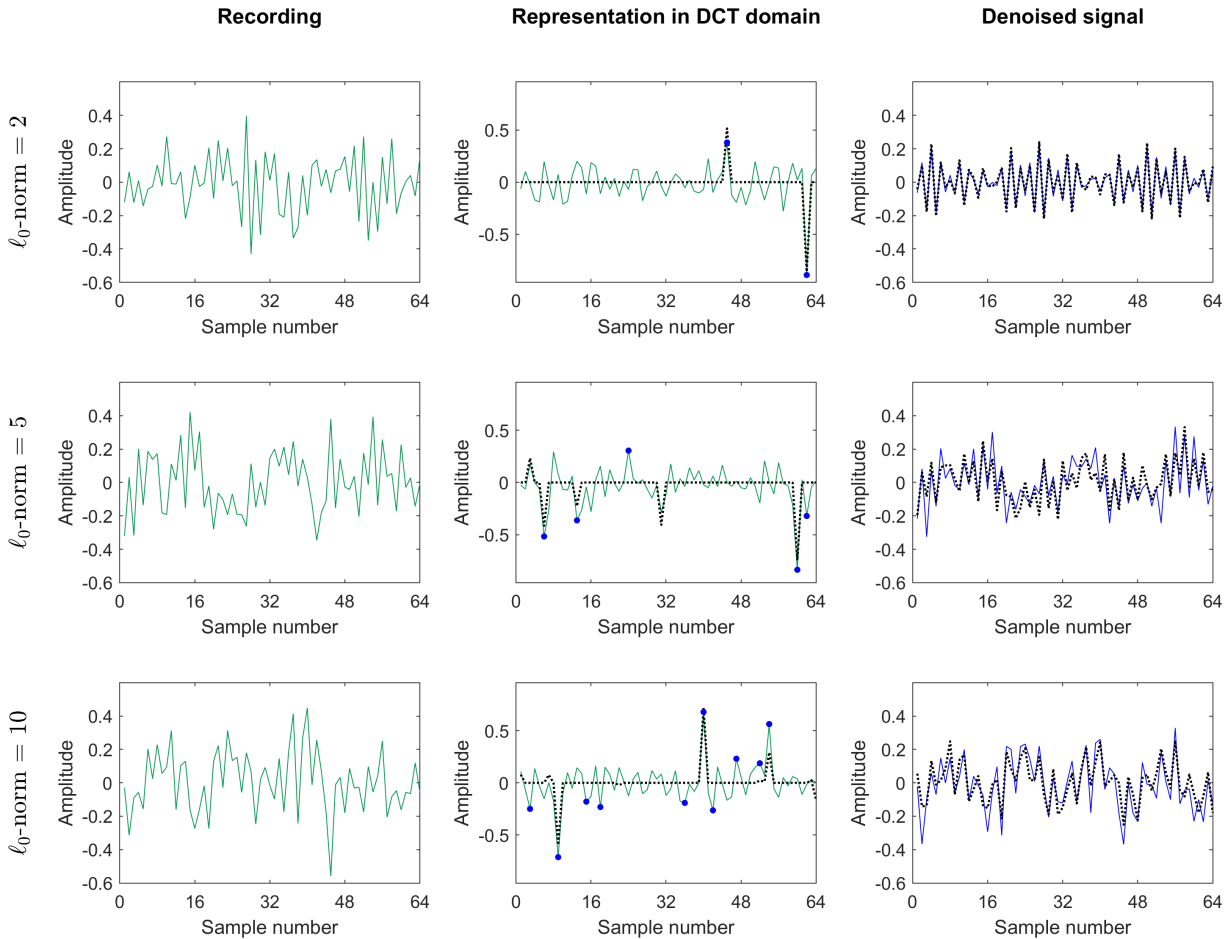 Recording
Representation in DCT domain
Denoised signal
ℓ0-norm = 2
Amplitude
0.4
0.2
0
-0.2
-0.4
-0.6
0 16 32 48 64
Sample number
Amplitude
0.5
0
-0.5
0 16 32 48 64
Sample number
Amplitude
0.4
0.2
0
-0.2
-0.4
-0.6
0 16 32 48 64
Sample number
ℓ0-norm = 5
Amplitude
0.4
0.2
0
-0.2
-0.4
-0.6
0 16 32 48 64
Sample number
Amplitude
0.5
0
-0.5
0 16 32 48 64
Sample number
Amplitude
0.4
0.2
0
-0.2
-0.4
-0.6
0 16 32 48 64
Sample number
ℓ0-norm = 10
Amplitude
0.4
0.2
0
-0.2
-0.4
-0.6
0 16 32 48 64
Sample number
Amplitude
0.5
0
-0.5
0 16 32 48 64
Sample number
Amplitude
0.4
0.2
0
-0.2
-0.4
-0.6
0 16 32 48 64
Sample number